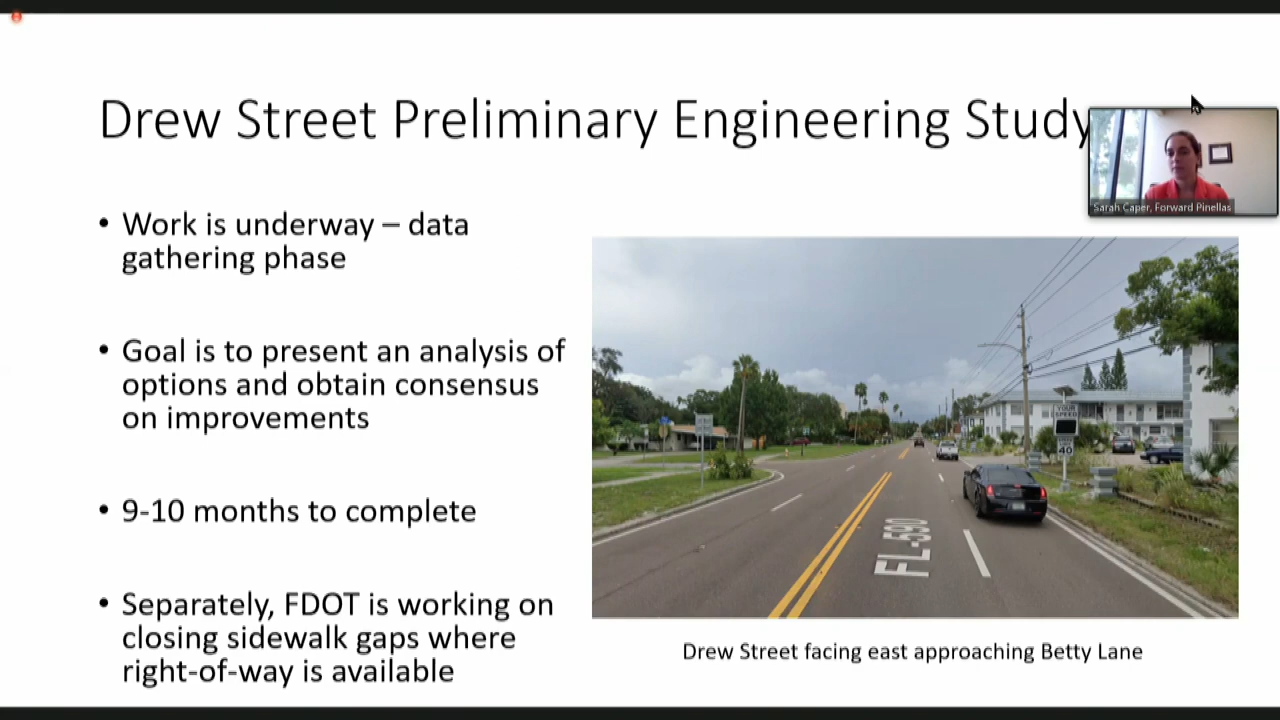 Drew Street Preliminary Engineering Study
Sarah Caper, Forward Pinellas
• Work is underway – data
gathering phase
• Goal is to present an analysis of
options and obtain consensus
on improvements
• 9-10 months to complete
• Separately, FDOT is working on
closing sidewalk gaps where
right-of-way is available
YOUR
SPEED
40
FL-590
Drew Street facing east approaching Betty Lane